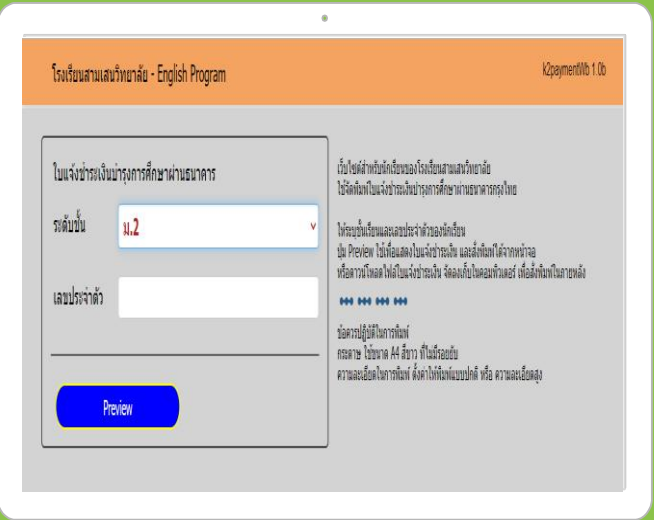 โรงเรียนสามเสนวิทยาลัย - English Program
k2paymentWb 1.0b
ใบแจ้งชำระเงินบำรุงการศึกษาผ่านธนาคาร
ระดับชั้น
ม.2
เลขประจำตัว
Preview
เว็บไซต์สำหรับนักเรียนของโรงเรียนสามเสนวิทยาลัย
ใช้จัดพิมพ์ใบแจ้งชำระเงินบำรุงการศึกษาผ่านธนาคารกรุงไทย
ให้ระบุชั้นเรียนและเลขประจำตัวของนักเรียน
ปุ่ม Preview ใช้เพื่อแสดงใบแจ้งชำระเงิน และสั่งพิมพ์ได้จากหน้าจอ
หรือดาวน์โหลดไฟล์ใบแจ้งชำระเงิน จัดลงเก็บในคอมพิวเตอร์ เพื่อสั่งพิมพ์ในภายหลัง
ข้อควรปฏิบัติในการพิมพ์
กระดาษ ใช้ขนาด A4 สีขาว ที่ไม่มีรอยยับ
ความละเอียดในการพิมพ์ ตั้งค่าให้พิมพ์แบบปกติ หรือ ความละเอียดสูง